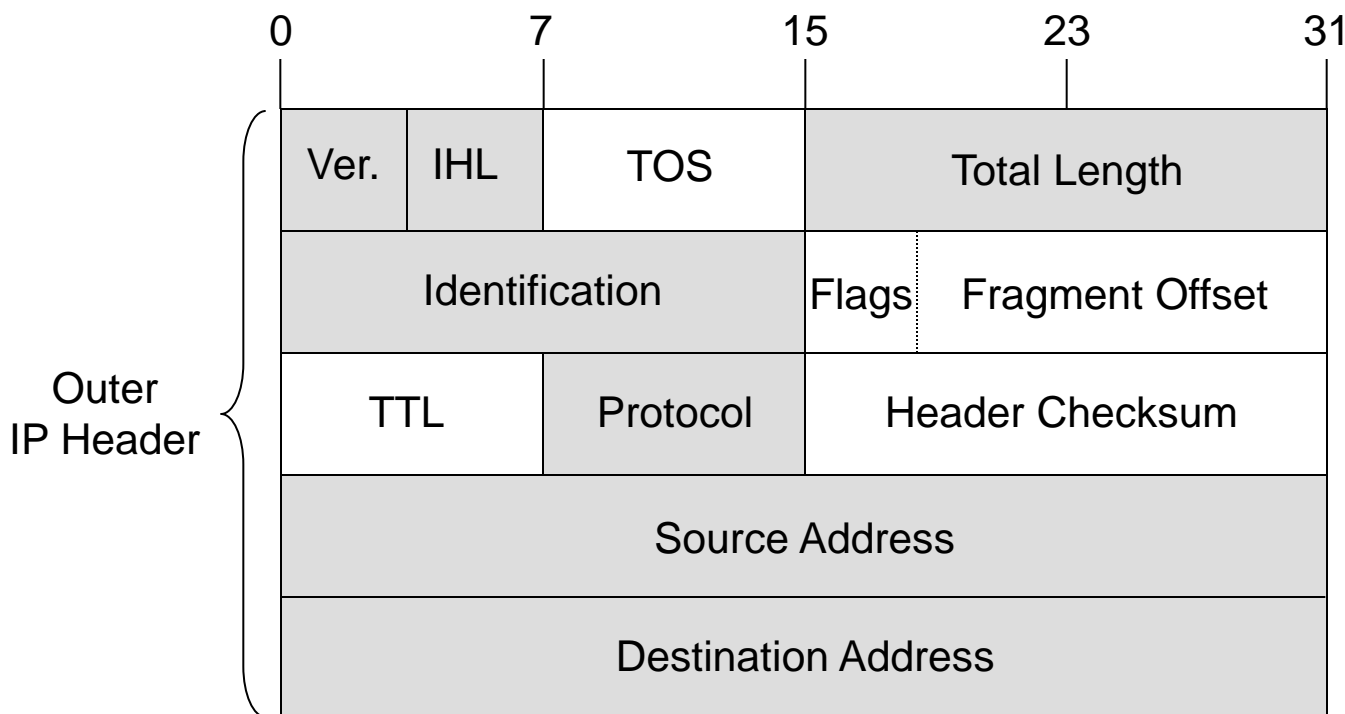 0 7 15 23 31
Ver. IHL TOS Total Length
Identification Flags Fragment Offset
Outer
IP Header
TTL Protocol Header Checksum
Source Address
Destination Address